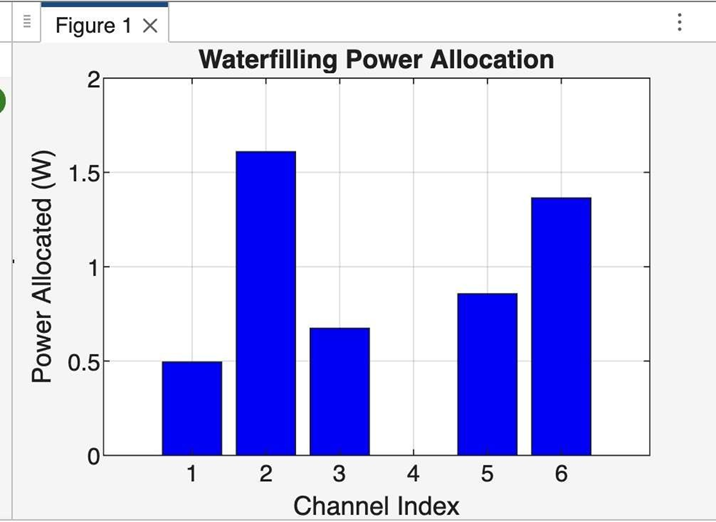 Figure 1
Waterfilling Power Allocation
Power Allocated (W)
2
1.5
1
0.5
0
1 2 3 4 5 6
Channel Index